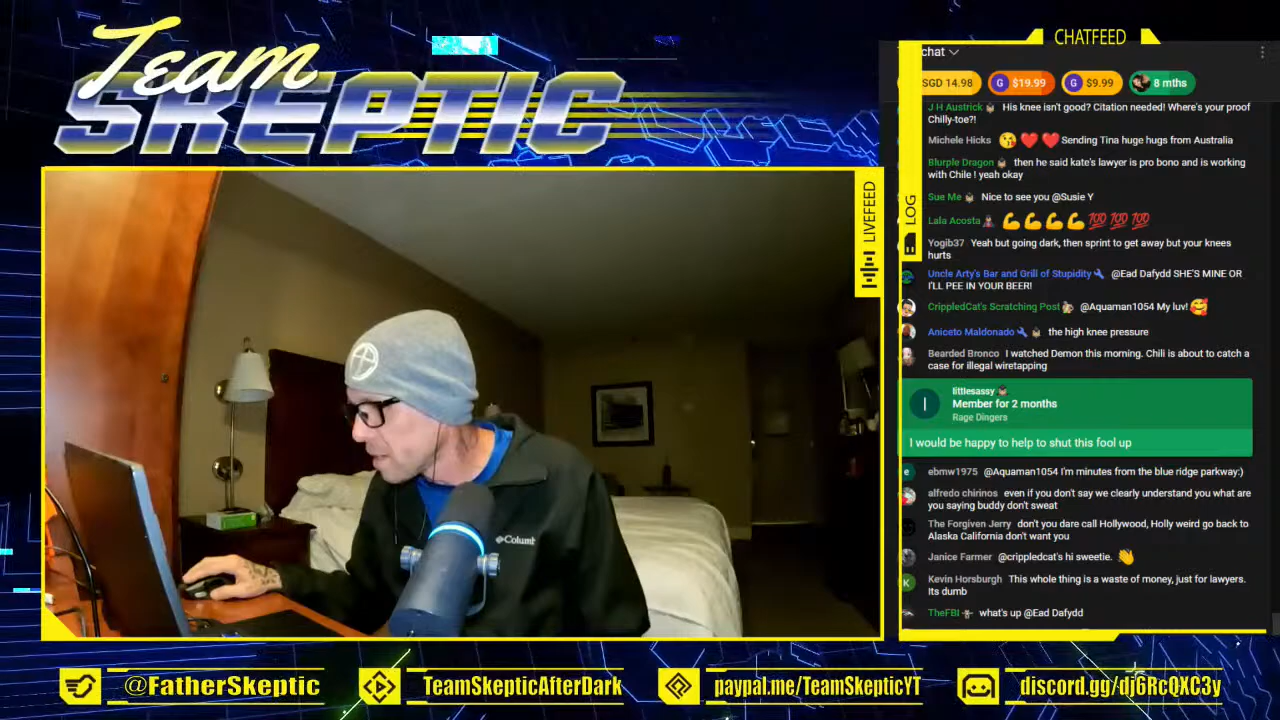 Team
SKEPTIC
CHATFEED
chat
SGD 14.98
G $19.99
G $9.99
8 mths
LIVEFEED
LOG
J H Austrick His knee isn't good? Citation needed! Where's your proof
Chilly-toe?!
Michele Hicks 😘❤️❤️ Sending Tina huge hugs from Australia
Blurple Dragon then he said kate's lawyer is pro bono and is working
with Chile ! yeah okay
Sue Me Nice to see you @Susie Y
Lala Acosta 💪💪💪💪💯💯💯
Yogib37 Yeah but going dark, then sprint to get away but your knees
hurts
Uncle Arty's Bar and Grill of Stupidity @Ead Dafydd SHE'S MINE OR
I'LL PEE IN YOUR BEER!
CrippledCat's Scratching Post @Aquaman1054 My luv! 🥰
Aniceto Maldonado the high knee pressure
Bearded Bronco I watched Demon this morning. Chili is about to catch a
case for illegal wiretapping
l
littlesassy
Member for 2 months
Rage Dingers
I would be happy to help to shut this fool up
e ebmw1975 @Aquaman1054 I'm minutes from the blue ridge parkway:)
alfredo chirinos even if you don't say we clearly understand you what are
you saying buddy don't sweat
The Forgiven Jerry don't you dare call Hollywood, Holly weird go back to
Alaska California don't want you
Janice Farmer @crippledcat's hi sweetie. 👋
K Kevin Horsburgh This whole thing is a waste of money, just for lawyers.
Its dumb
TheFBI what's up @Ead Dafydd
Columb
@FatherSkeptic
TeamSkepticAfterDark
paypal.me/TeamSkepticYT
discord.gg/dj6RcQXC3y